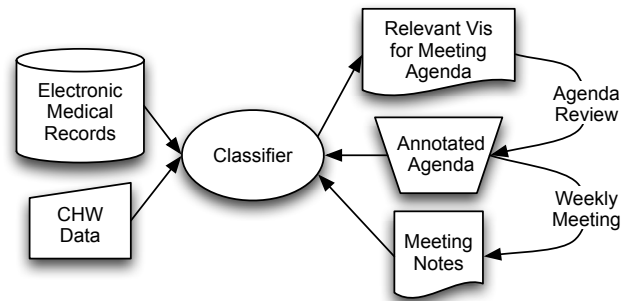 Electronic
Medical
Records
CHW
Data
Classifier
Relevant Vis
for Meeting
Agenda
Annotated
Agenda
Meeting
Notes
Agenda
Review
Weekly
Meeting